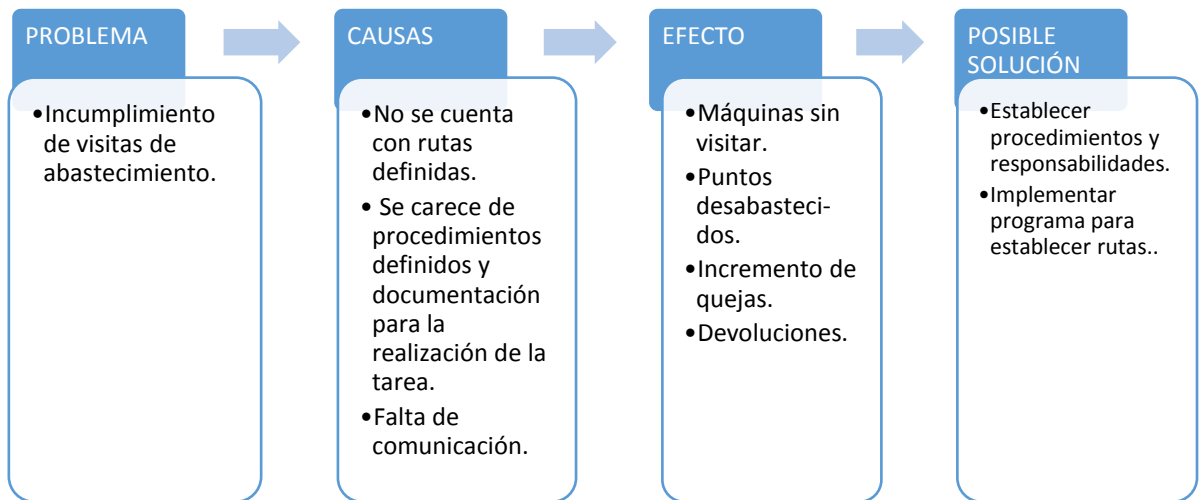 PROBLEMA
•Incumplimiento
de visitas de
abastecimiento.
CAUSAS
•No se cuenta
con rutas
definidas.
• Se carece de
procedimientos
definidos y
documentación
para la
realización de la
tarea.
•Falta de
comunicación.
EFECTO
•Máquinas sin
visitar.
•Puntos
desabasteci-
dos.
•Incremento de
quejas.
•Devoluciones.
POSIBLE
SOLUCIÓN
•Establecer
procedimientos y
responsabilidades.
•Implementar
programa para
establecer rutas..